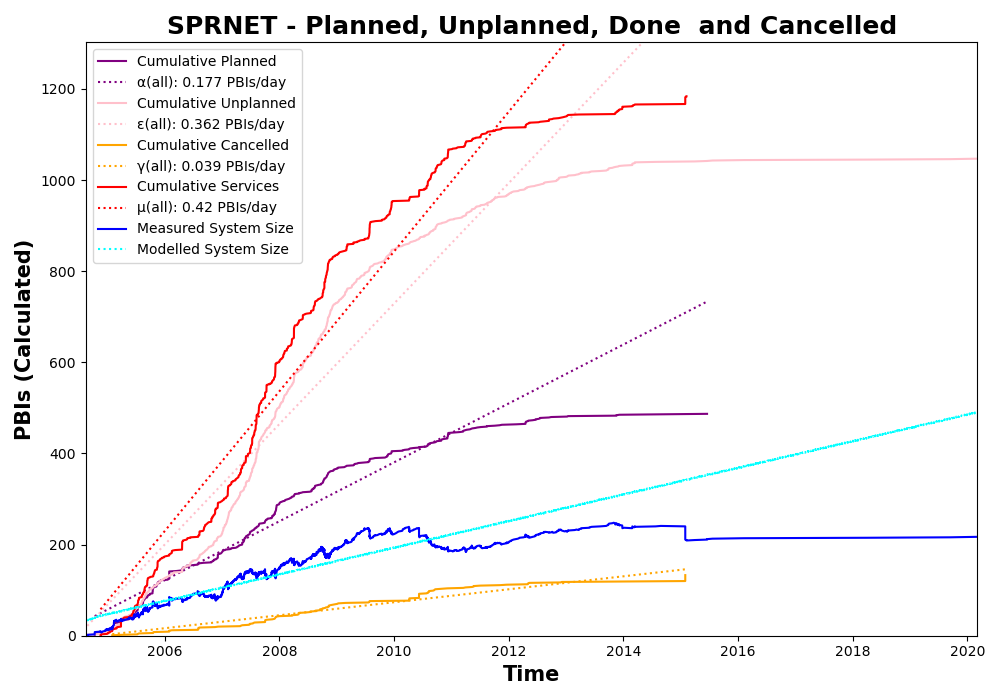 SPRNET - Planned, Unplanned, Done  and Cancelled
PBIs (Calculated)
1200
1000
800
600
400
200
0
Cumulative Planned
α(all): 0.177 PBIs/day
Cumulative Unplanned
ε(all): 0.362 PBIs/day
Cumulative Cancelled
γ(all): 0.039 PBIs/day
Cumulative Services
μ(all): 0.42 PBIs/day
Measured System Size
Modelled System Size
2006 2008 2010 2012 2014 2016 2018 2020
Time